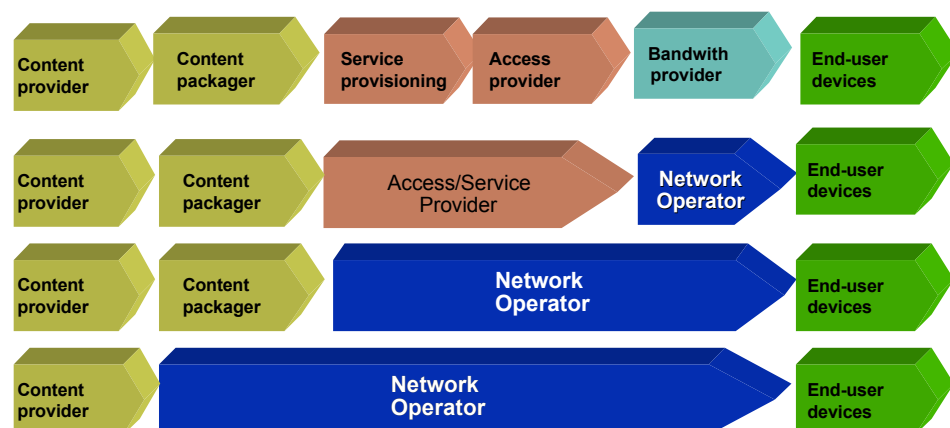 Content
provider
Content
packager
Service
provisioning
Access
provider
Bandwith
provider
End-user
devices
Content
provider
Content
packager
Access/Service
Provider
Network
Operator
End-user
devices
Content
provider
Content
packager
Network
Operator
End-user
devices
Content
provider
Network
Operator
End-user
devices